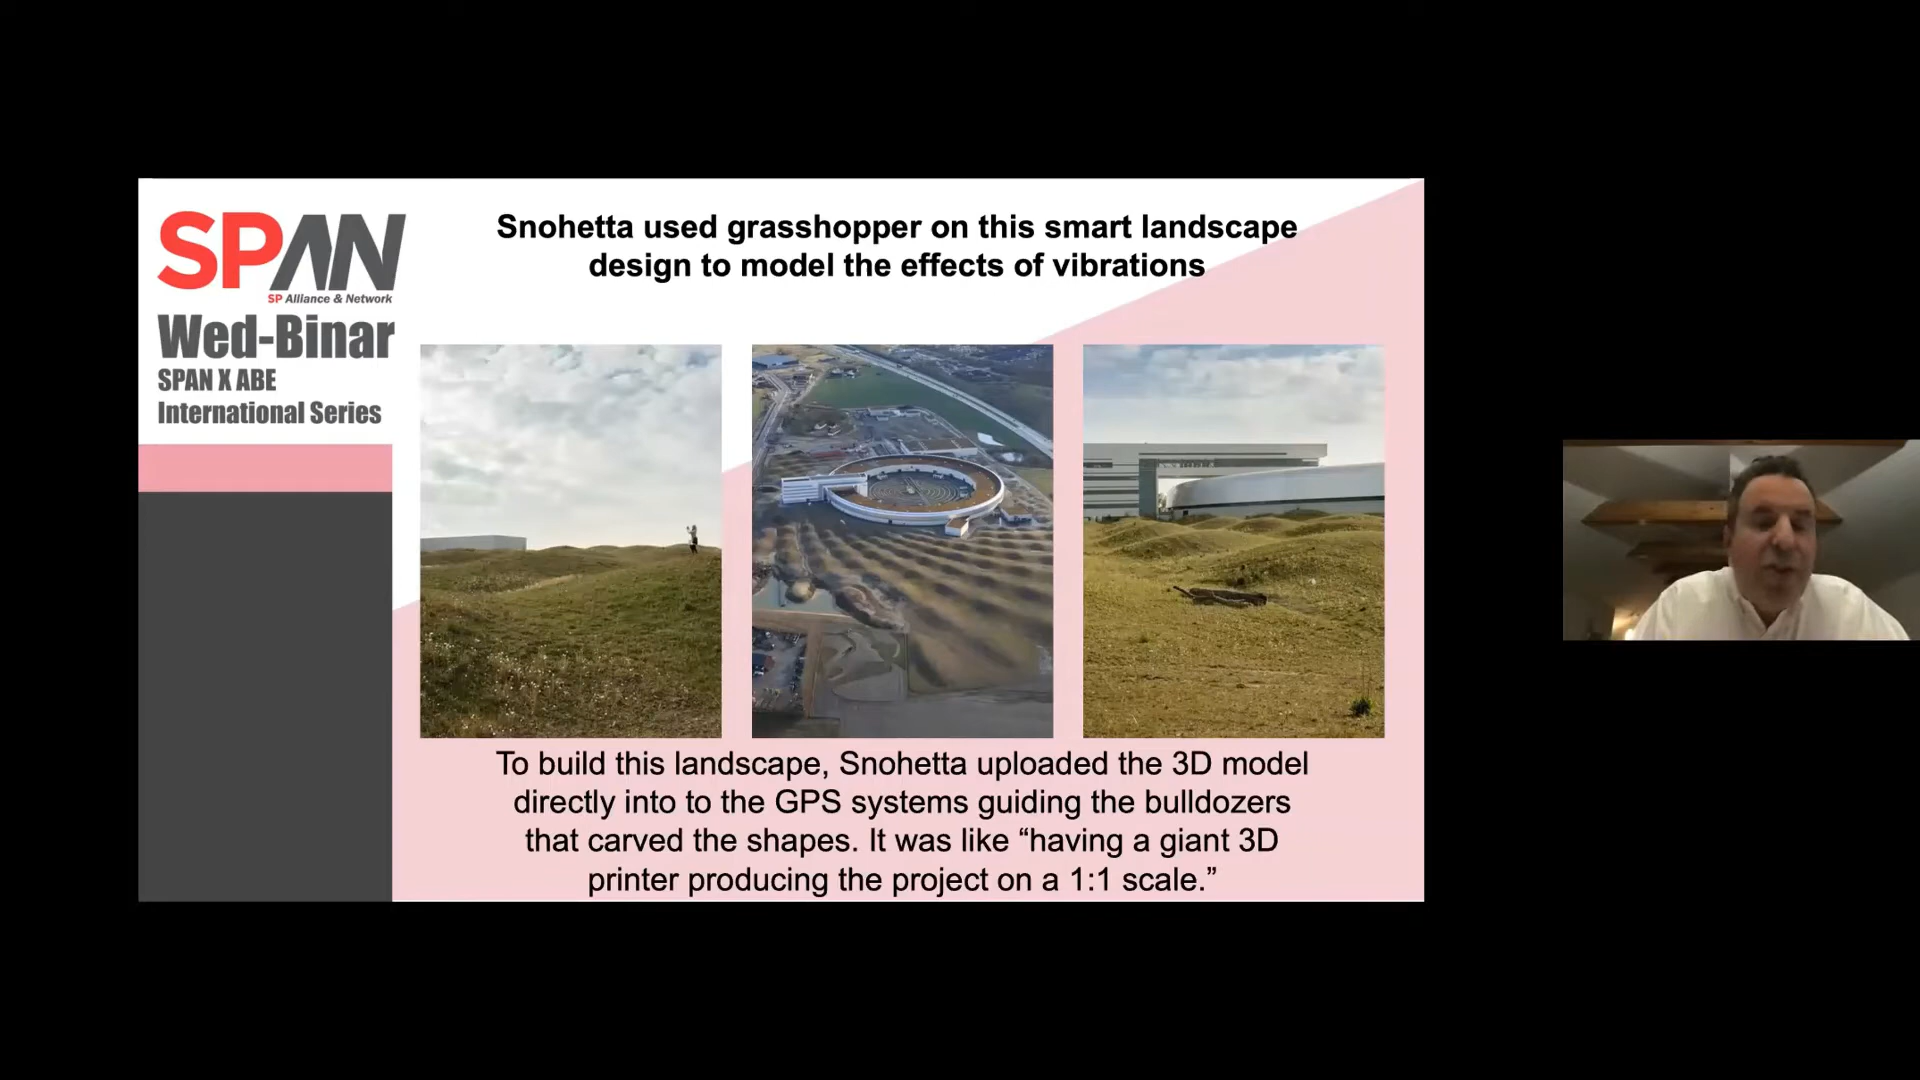 SPAN
SP Alliance & Network
Wed-Binar
SPAN X ABE
International Series
Snohetta used grasshopper on this smart landscape
design to model the effects of vibrations
To build this landscape, Snohetta uploaded the 3D model
directly into to the GPS systems guiding the bulldozers
that carved the shapes. It was like “having a giant 3D
printer producing the project on a 1:1 scale.”